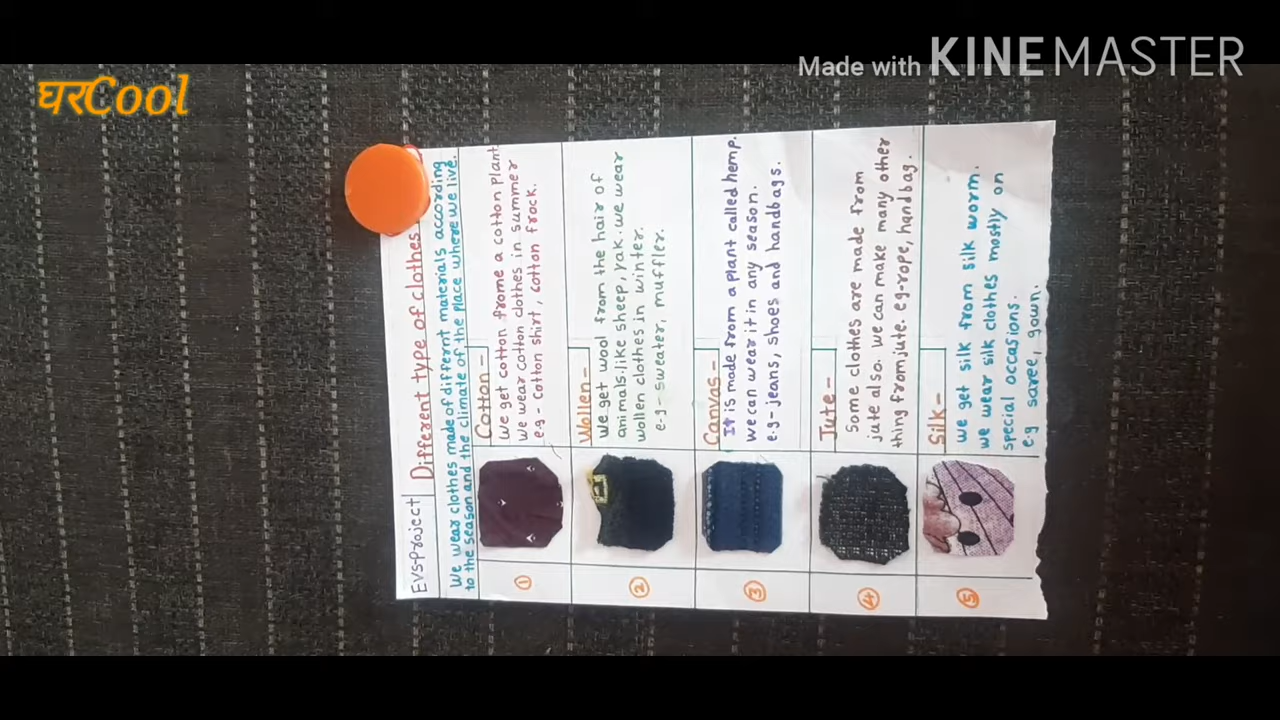 घरCool
Made with KINEMASTER
EVS-Project
Different type of clothes
We wear clothes made of differnt materials according
to the season and the climate of the place where we live.
① Cotton -
We get cotton frome a cotton plant
we wear cotton clothes in summer
e.g - Cotton shirt, cotton frock.
② Wollen -
We get wool from the hair of
animals. like sheep, yak. we wear
wollen clothes in winter.
e-g - sweater, muffler.
③ Canvas -
It is made from a plant called hemp.
we can wear it in any season.
e.g - jeans, shoes and handbags.
④ Jute -
Some clothes are made from
jute also. we can make many other
thing from jute. eg-rope, handbag.
⑤ Silk -
we get silk from silk worm.
we wear silk clothes mostly on
special occasions.
e.g saree, gown.